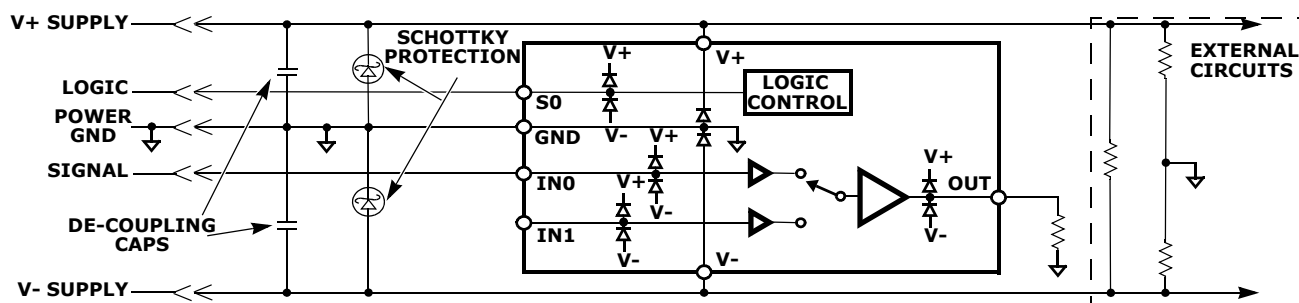 V+ SUPPLY
LOGIC
POWER
GND
SIGNAL
DE-COUPLING
CAPS
V- SUPPLY
SCHOTTKY
PROTECTION
V+
V+
S0
LOGIC
CONTROL
V-
GND
V+
IN0
V+
V-
IN1
V-
V+
OUT
V-
V-
EXTERNAL
CIRCUITS